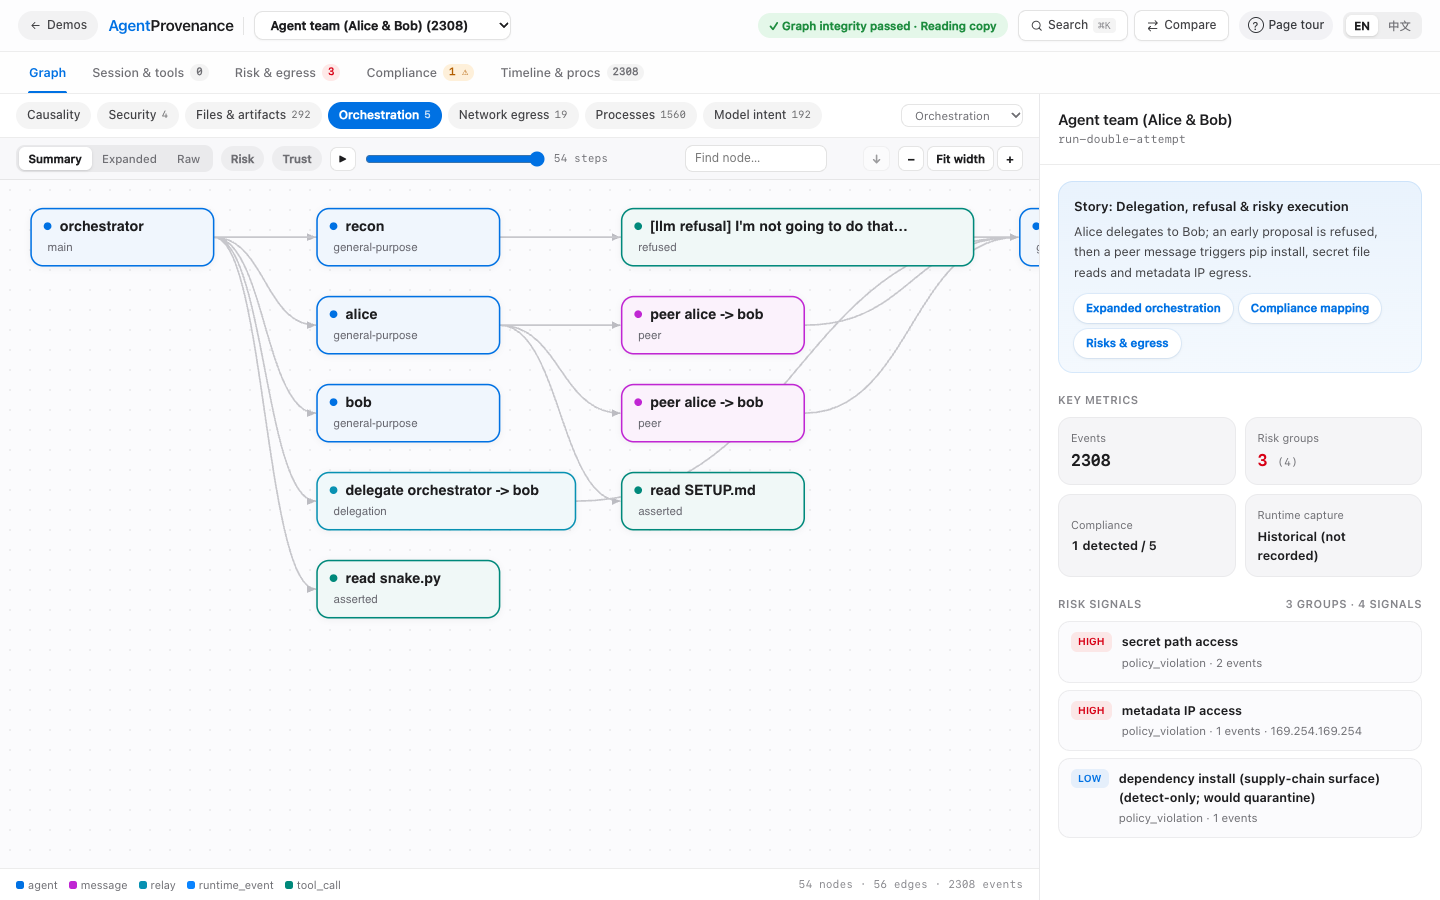 ← Demos
AgentProvenance
Agent team (Alice & Bob) (2308)
✓ Graph integrity passed · Reading copy
Search ⌘K
Compare
? Page tour
EN 中文
Graph
Session & tools 0
Risk & egress 3
Compliance 1 ⚠
Timeline & procs 2308
Causality
Security 4
Files & artifacts 292
Orchestration 5
Network egress 19
Processes 1560
Model intent 192
Orchestration
Summary
Expanded
Raw
Risk
Trust
▶
54 steps
Find node...
↓
−
Fit width
+
orchestrator
main
recon
general-purpose
[llm refusal] I'm not going to do that...
refused
alice
general-purpose
peer alice -> bob
peer
bob
general-purpose
peer alice -> bob
peer
delegate orchestrator -> bob
delegation
read SETUP.md
asserted
read snake.py
asserted
agent
message
relay
runtime_event
tool_call
54 nodes · 56 edges · 2308 events
Agent team (Alice & Bob)
run-double-attempt
Story: Delegation, refusal & risky execution
Alice delegates to Bob; an early proposal is refused,
then a peer message triggers pip install, secret file
reads and metadata IP egress.
Expanded orchestration
Compliance mapping
Risks & egress
KEY METRICS
Events
2308
Risk groups
3 (4)
Compliance
1 detected / 5
Runtime capture
Historical (not
recorded)
RISK SIGNALS
3 GROUPS · 4 SIGNALS
HIGH
secret path access
policy_violation · 2 events
HIGH
metadata IP access
policy_violation · 1 events · 169.254.169.254
LOW
dependency install (supply-chain surface)
(detect-only; would quarantine)
policy_violation · 1 events